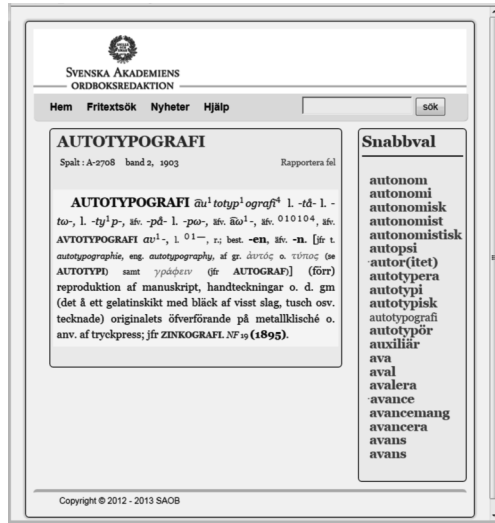 SVENSKA AKADEMIENS
ORDBOKSREDAKTION
Hem Fritextsök Nyheter Hjälp sök
AUTOTYPOGRAFI
Spalt : A-2708 band 2, 1903 Rapportera fel
AUTOTYPOGRAFI a͡u¹totyp¹ografi⁴ l. -tå- l. -
tω-, l. -ty¹p-, äfv. -på- l. -pω-, äfv. a͡ω¹-, äfv. ⁰¹⁰¹⁰⁴, äfv.
AVTOTYPOGRAFI av¹-, l. ⁰¹—, r.; best. -en, äfv. -n. [jfr t.
autotypographie, eng. autotypography, af gr. αὐτός o. τύπος (se
AUTOTYPI) samt γράφειν (jfr AUTOGRAF)] (förr)
reproduktion af manuskript, handteckningar o. d. gm
(det å ett gelatinskikt med bläck af visst slag, tusch osv.
tecknade) originalets öfverförande på metallklisché o.
anv. af tryckpress; jfr ZINKOGRAFI. NF 19 (1895).
Snabbval
autonom
autonomi
autonomisk
autonomist
autonomistisk
autopsi
·autor(itet)
autotypera
autotypi
autotypisk
autotypografi
autotypör
auxiliär
ava
aval
avalera
·avance
avancemang
avancera
avans
avans
Copyright © 2012 - 2013 SAOB